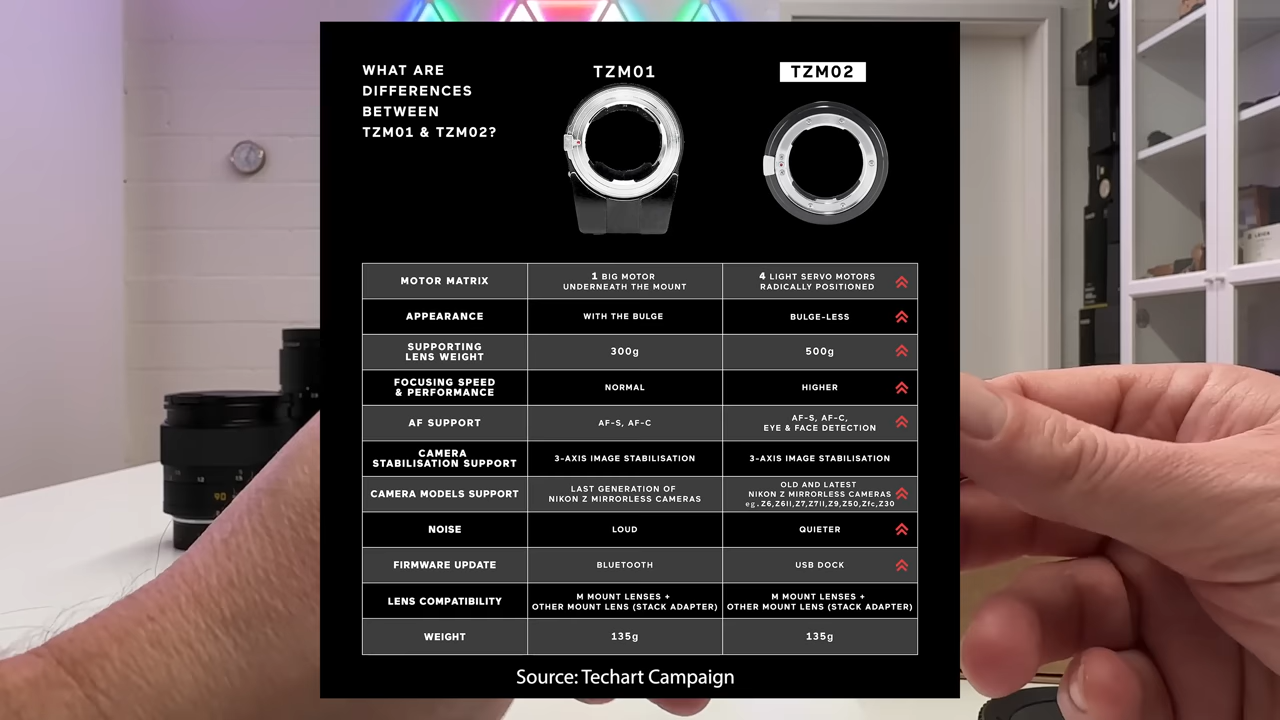 WHAT ARE
DIFFERENCES
BETWEEN
TZM01 & TZM02?
TZM01
TZM02
MOTOR MATRIX
1 BIG MOTOR
UNDERNEATH THE MOUNT
4 LIGHT SERVO MOTORS
RADICALLY POSITIONED
APPEARANCE
WITH THE BULGE
BULGE-LESS
SUPPORTING
LENS WEIGHT
300g
500g
FOCUSING SPEED
& PERFORMANCE
NORMAL
HIGHER
AF SUPPORT
AF-S, AF-C
AF-S, AF-C,
EYE & FACE DETECTION
CAMERA
STABILISATION SUPPORT
3-AXIS IMAGE STABILISATION
3-AXIS IMAGE STABILISATION
CAMERA MODELS SUPPORT
LAST GENERATION OF
NIKON Z MIRRORLESS CAMERAS
OLD AND LATEST
NIKON Z MIRRORLESS CAMERAS
eg.Z6,Z6II,Z7,Z7II,Z9,Z50,Zfc,Z30
NOISE
LOUD
QUIETER
FIRMWARE UPDATE
BLUETOOTH
USB DOCK
LENS COMPATIBILITY
M MOUNT LENSES +
OTHER MOUNT LENS (STACK ADAPTER)
M MOUNT LENSES +
OTHER MOUNT LENS (STACK ADAPTER)
WEIGHT
135g
135g
Source: Techart Campaign
90
LEICA